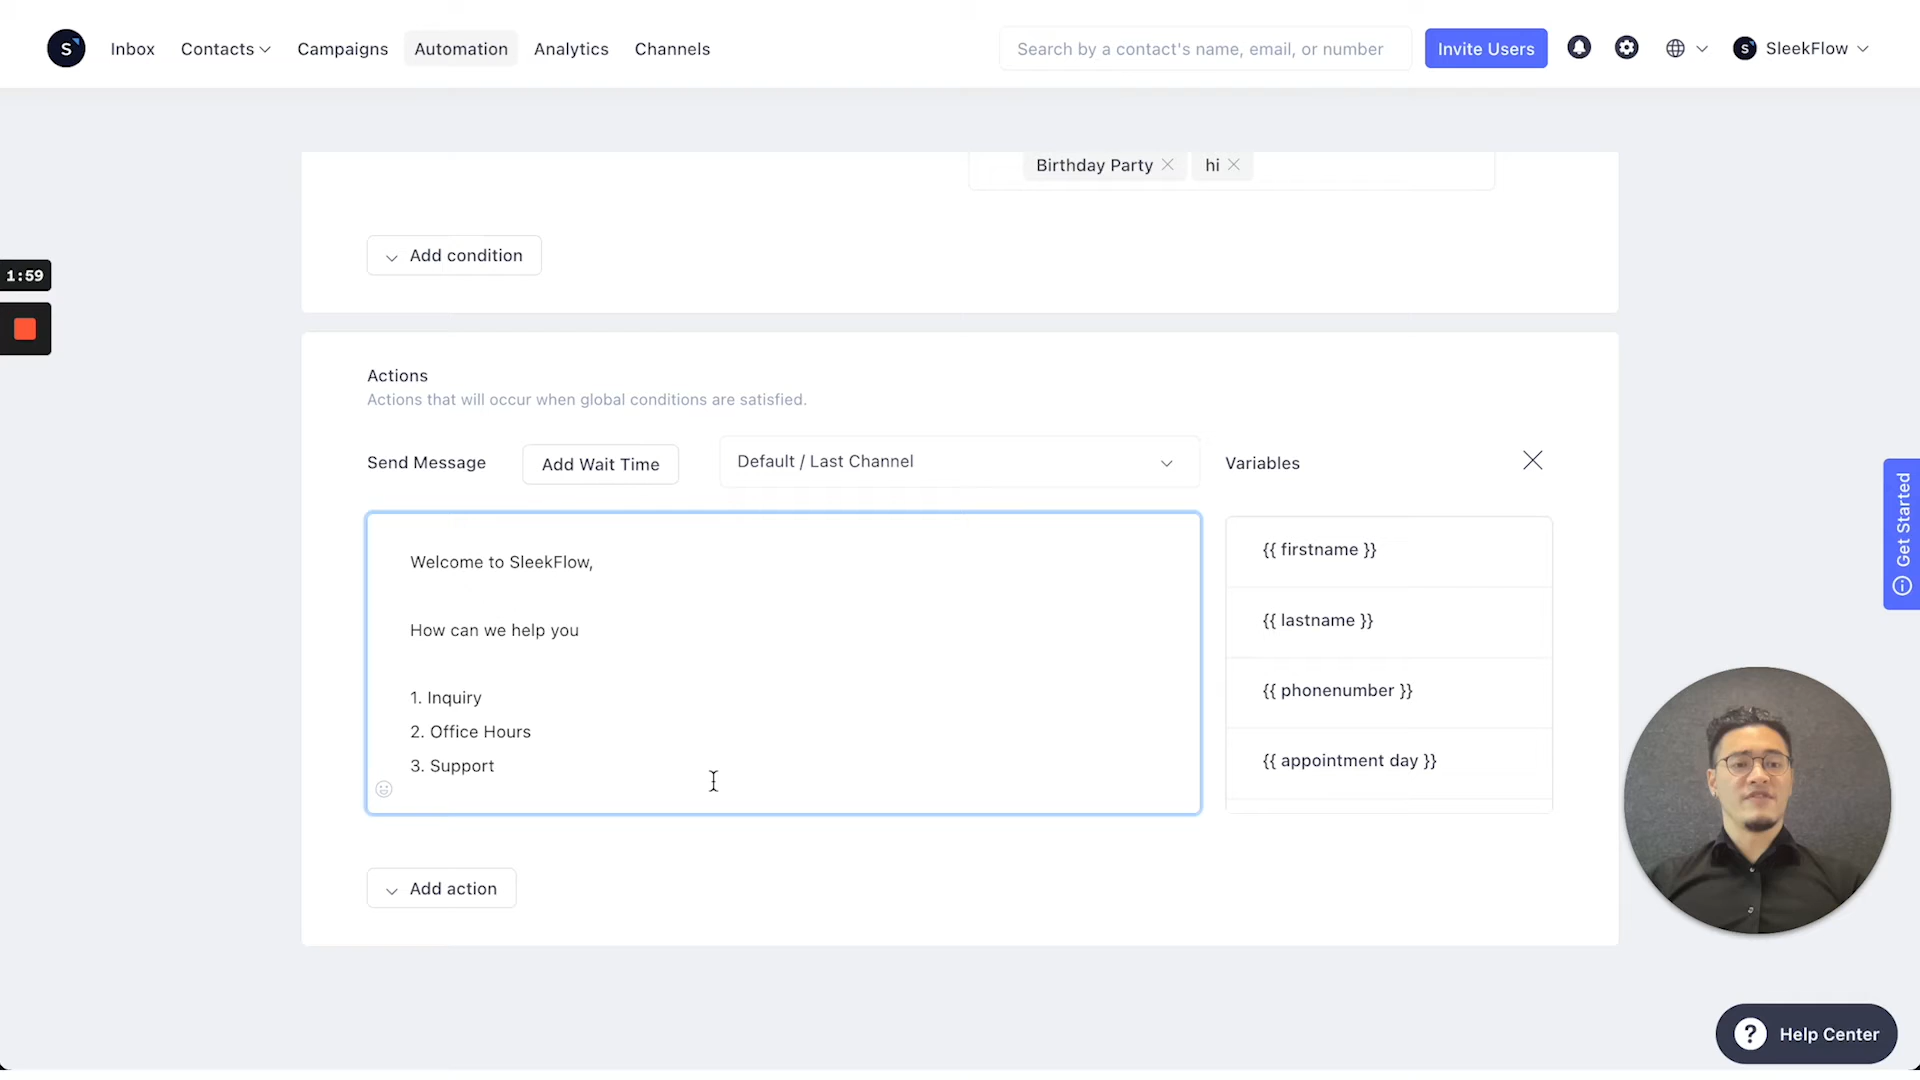 S Inbox Contacts Campaigns Automation Analytics Channels Search by a contact's name, email, or number Invite Users S SleekFlow
Birthday Party hi
Add condition
1:59
Actions
Actions that will occur when global conditions are satisfied.
Send Message Add Wait Time Default / Last Channel Variables
Welcome to SleekFlow,
How can we help you
1. Inquiry
2. Office Hours
3. Support
{{ firstname }}
{{ lastname }}
{{ phonenumber }}
{{ appointment day }}
Get Started
Add action
? Help Center